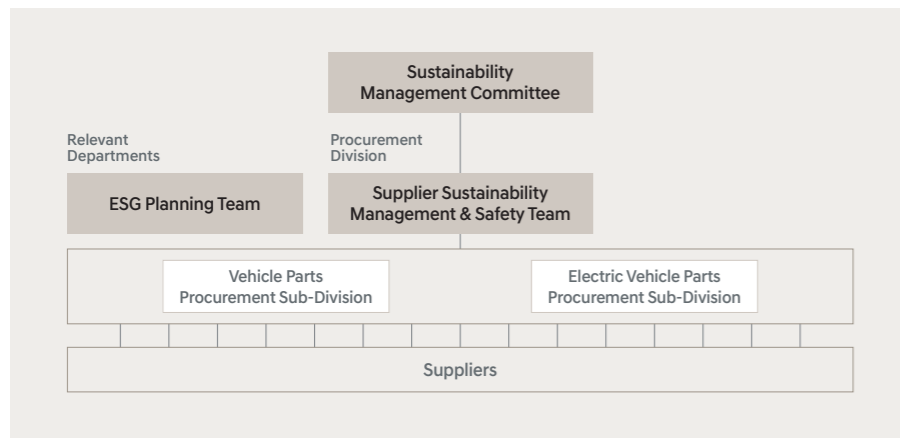 Sustainability
Management Committee
Relevant
Departments
Procurement
Division
ESG Planning Team
Supplier Sustainability
Management & Safety Team
Vehicle Parts
Procurement Sub-Division
Electric Vehicle Parts
Procurement Sub-Division
Suppliers